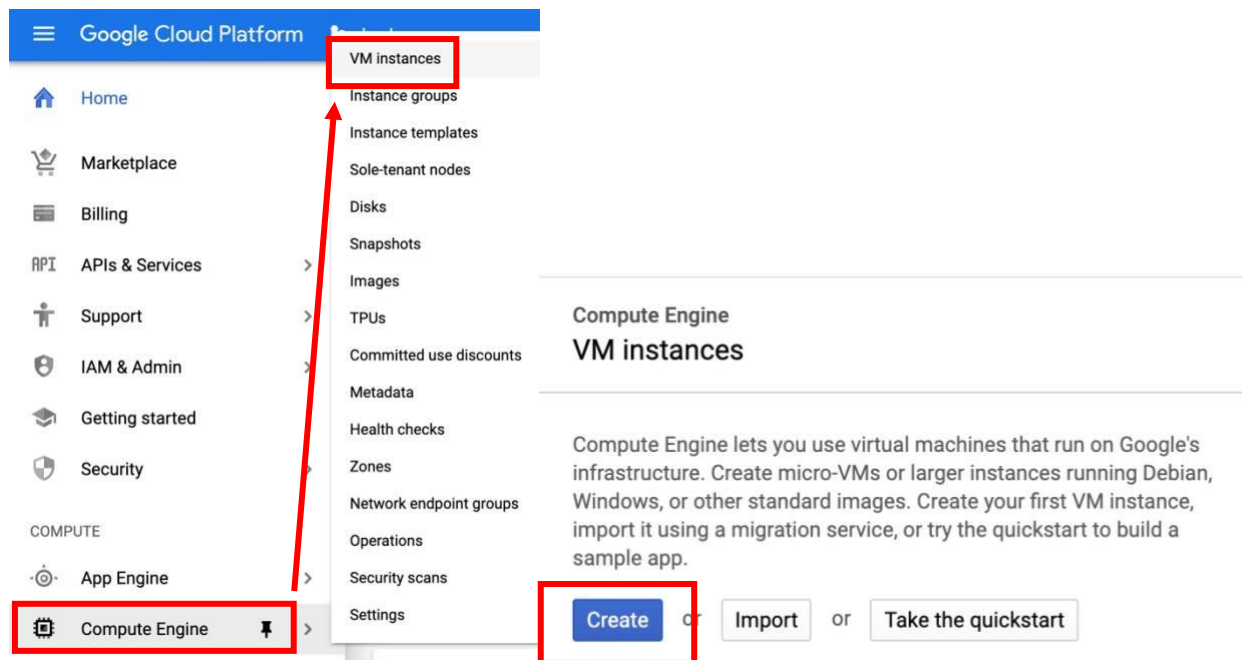 Google Cloud Platform
Home
Marketplace
Billing
API APIs & Services
Support
IAM & Admin
Getting started
Security
COMPUTE
App Engine
Compute Engine
VM instances
Instance groups
Instance templates
Sole-tenant nodes
Disks
Snapshots
Images
TPUs
Committed use discounts
Metadata
Health checks
Zones
Network endpoint groups
Operations
Security scans
Settings
Compute Engine
VM instances
Compute Engine lets you use virtual machines that run on Google's
infrastructure. Create micro-VMs or larger instances running Debian,
Windows, or other standard images. Create your first VM instance,
import it using a migration service, or try the quickstart to build a
sample app.
Create or Import or Take the quickstart